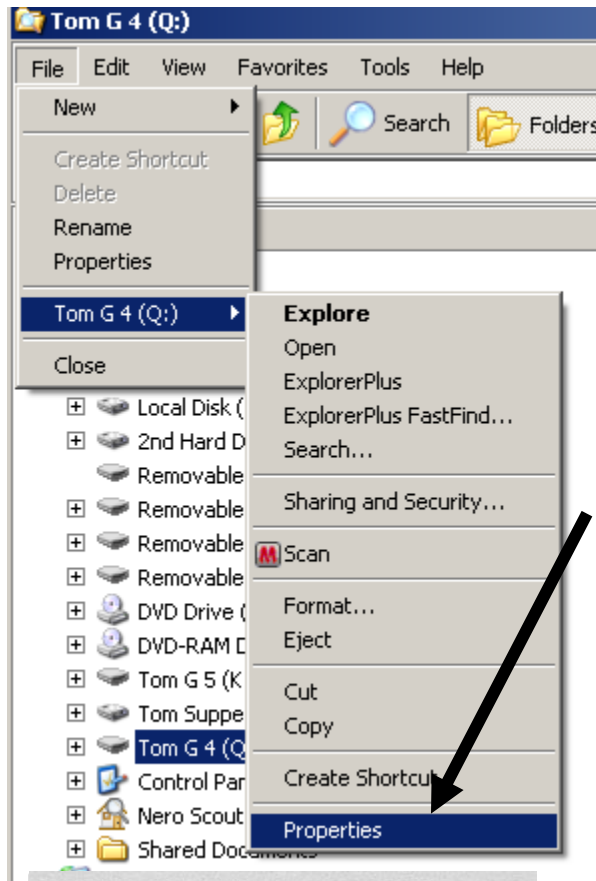 Tom G 4 (Q:)
File Edit View Favorites Tools Help
New
Search Folders
Create Shortcut
Delete
Rename
Properties
Tom G 4 (Q:)
Close
Explore
Open
ExplorerPlus
ExplorerPlus FastFind...
Search...
Sharing and Security...
Scan
Format...
Eject
Cut
Copy
Create Shortcut
Properties
Local Disk (
2nd Hard D
Removable
Removable
Removable
Removable
DVD Drive (
DVD-RAM D
Tom G 5 (K
Tom Suppe
Tom G 4 (Q
Control Par
Nero Scout
Shared Documents